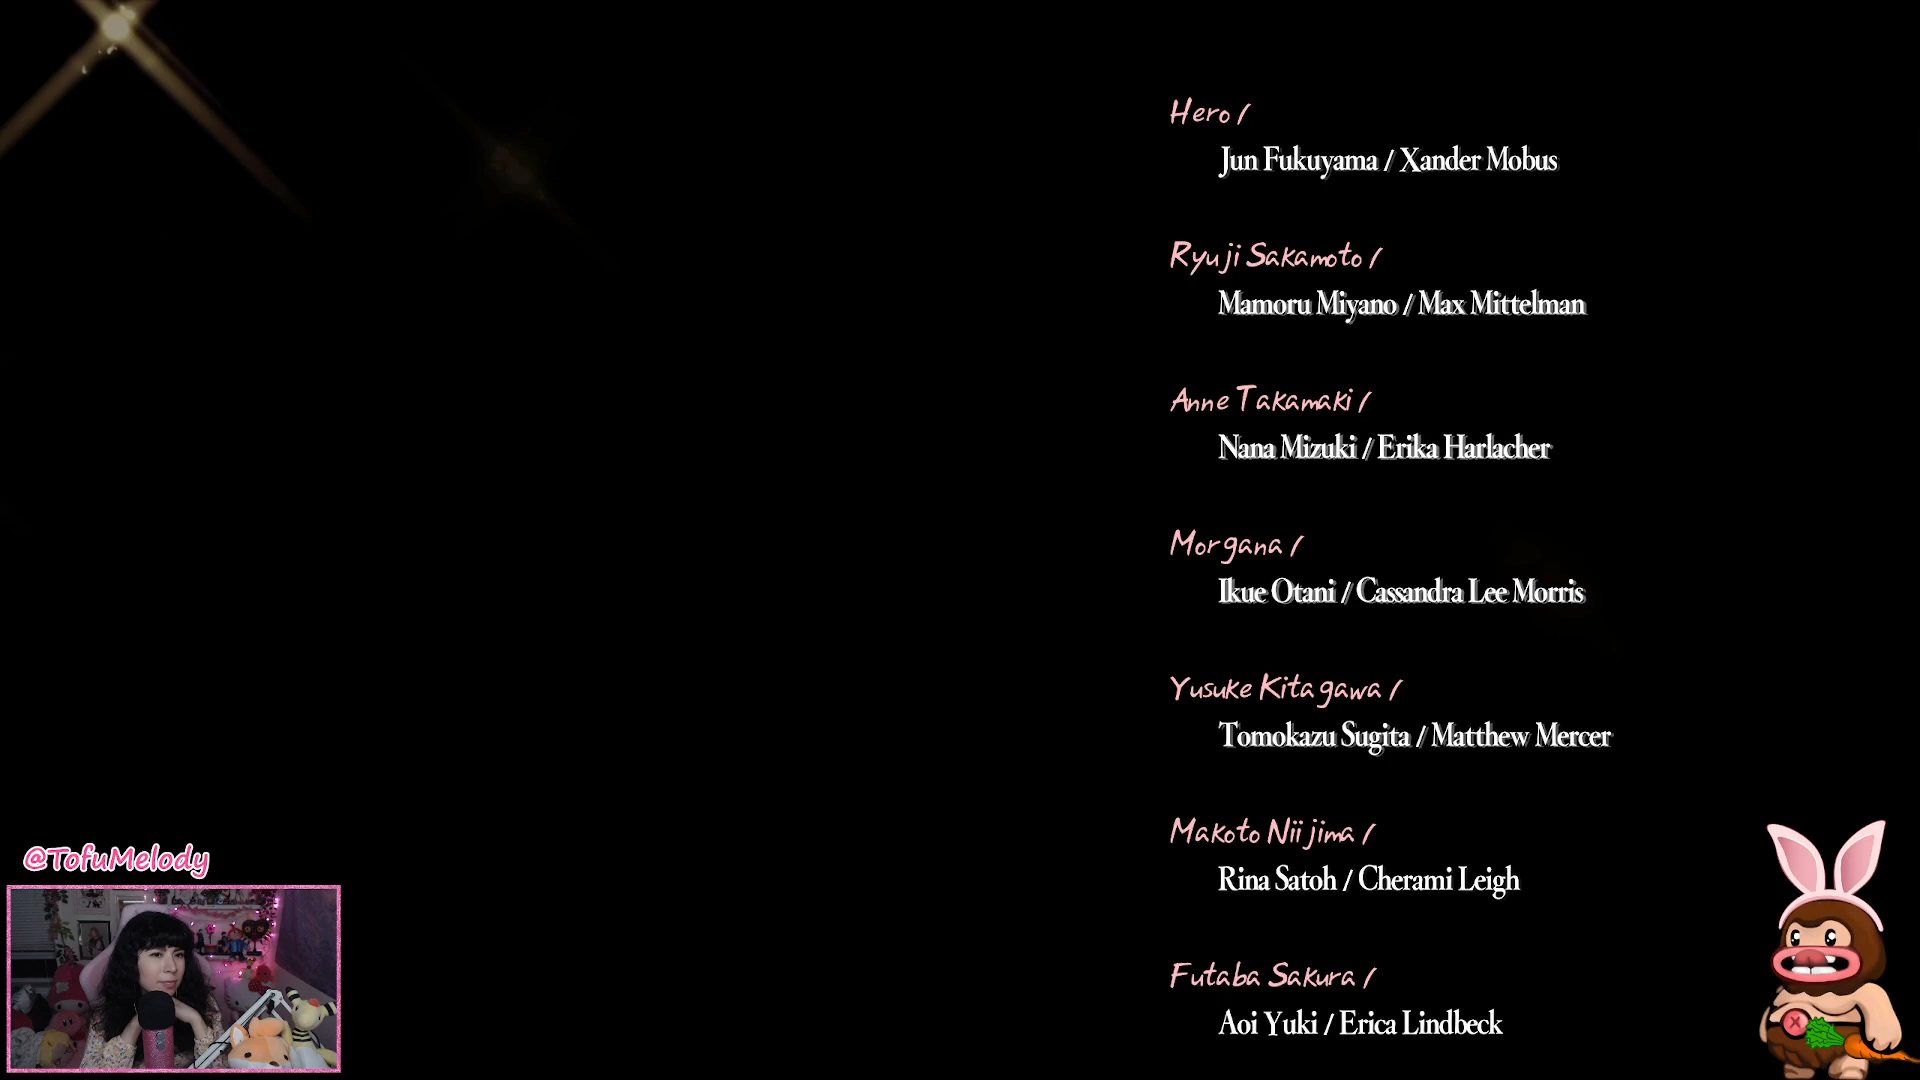 Hero /
Jun Fukuyama / Xander Mobus
Ryuji Sakamoto /
Mamoru Miyano / Max Mittelman
Anne Takamaki /
Nana Mizuki / Erika Harlacher
Morgana /
Ikue Otani / Cassandra Lee Morris
Yusuke Kitagawa /
Tomokazu Sugita / Matthew Mercer
Makoto Niijima /
Rina Satoh / Cherami Leigh
Futaba Sakura /
Aoi Yuki / Erica Lindbeck
@TofuMelody